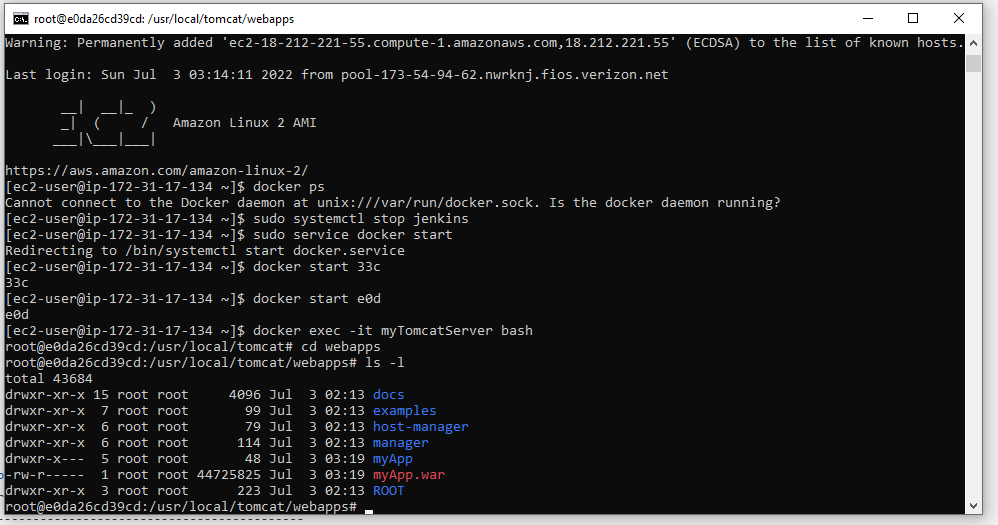 root@e0da26cd39cd: /usr/local/tomcat/webapps
Warning: Permanently added 'ec2-18-212-221-55.compute-1.amazonaws.com,18.212.221.55' (ECDSA) to the list of known hosts.
Last login: Sun Jul  3 03:14:11 2022 from pool-173-54-94-62.nwrknj.fios.verizon.net
       __|  __|_  )
       _|  (     /   Amazon Linux 2 AMI
      ___|\___|___|
https://aws.amazon.com/amazon-linux-2/
[ec2-user@ip-172-31-17-134 ~]$ docker ps
Cannot connect to the Docker daemon at unix:///var/run/docker.sock. Is the docker daemon running?
[ec2-user@ip-172-31-17-134 ~]$ sudo systemctl stop jenkins
[ec2-user@ip-172-31-17-134 ~]$ sudo service docker start
Redirecting to /bin/systemctl start docker.service
[ec2-user@ip-172-31-17-134 ~]$ docker start 33c
33c
[ec2-user@ip-172-31-17-134 ~]$ docker start e0d
e0d
[ec2-user@ip-172-31-17-134 ~]$ docker exec -it myTomcatServer bash
root@e0da26cd39cd:/usr/local/tomcat# cd webapps
root@e0da26cd39cd:/usr/local/tomcat/webapps# ls -l
total 43684
drwxr-xr-x 15 root root     4096 Jul  3 02:13 docs
drwxr-xr-x  7 root root       99 Jul  3 02:13 examples
drwxr-xr-x  6 root root       79 Jul  3 02:13 host-manager
drwxr-xr-x  6 root root      114 Jul  3 02:13 manager
drwxr-x---  5 root root       48 Jul  3 03:19 myApp
-rw-r-----  1 root root 44725825 Jul  3 03:19 myApp.war
drwxr-xr-x  3 root root      223 Jul  3 02:13 ROOT
root@e0da26cd39cd:/usr/local/tomcat/webapps#